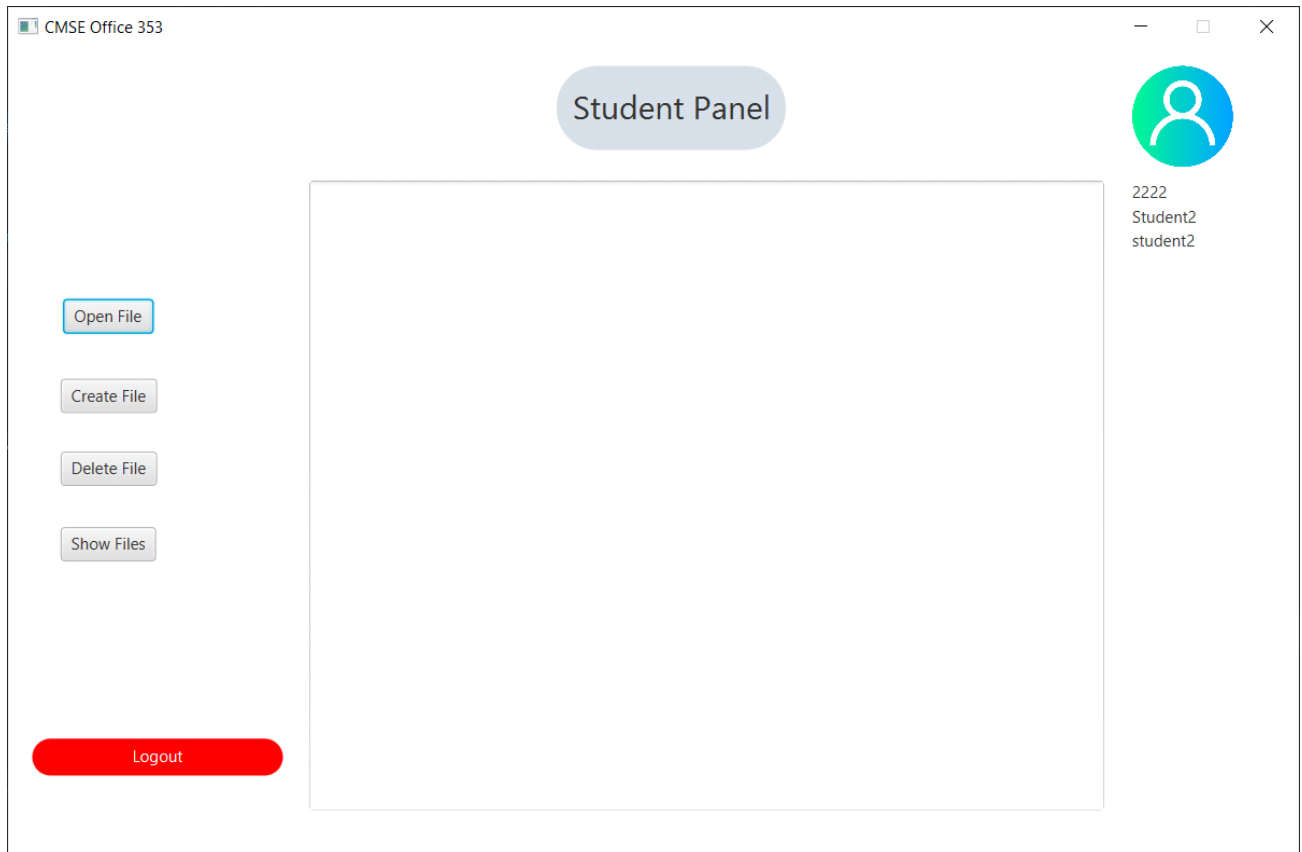 CMSE Office 353
Student Panel
2222
Student2
student2
Open File
Create File
Delete File
Show Files
Logout